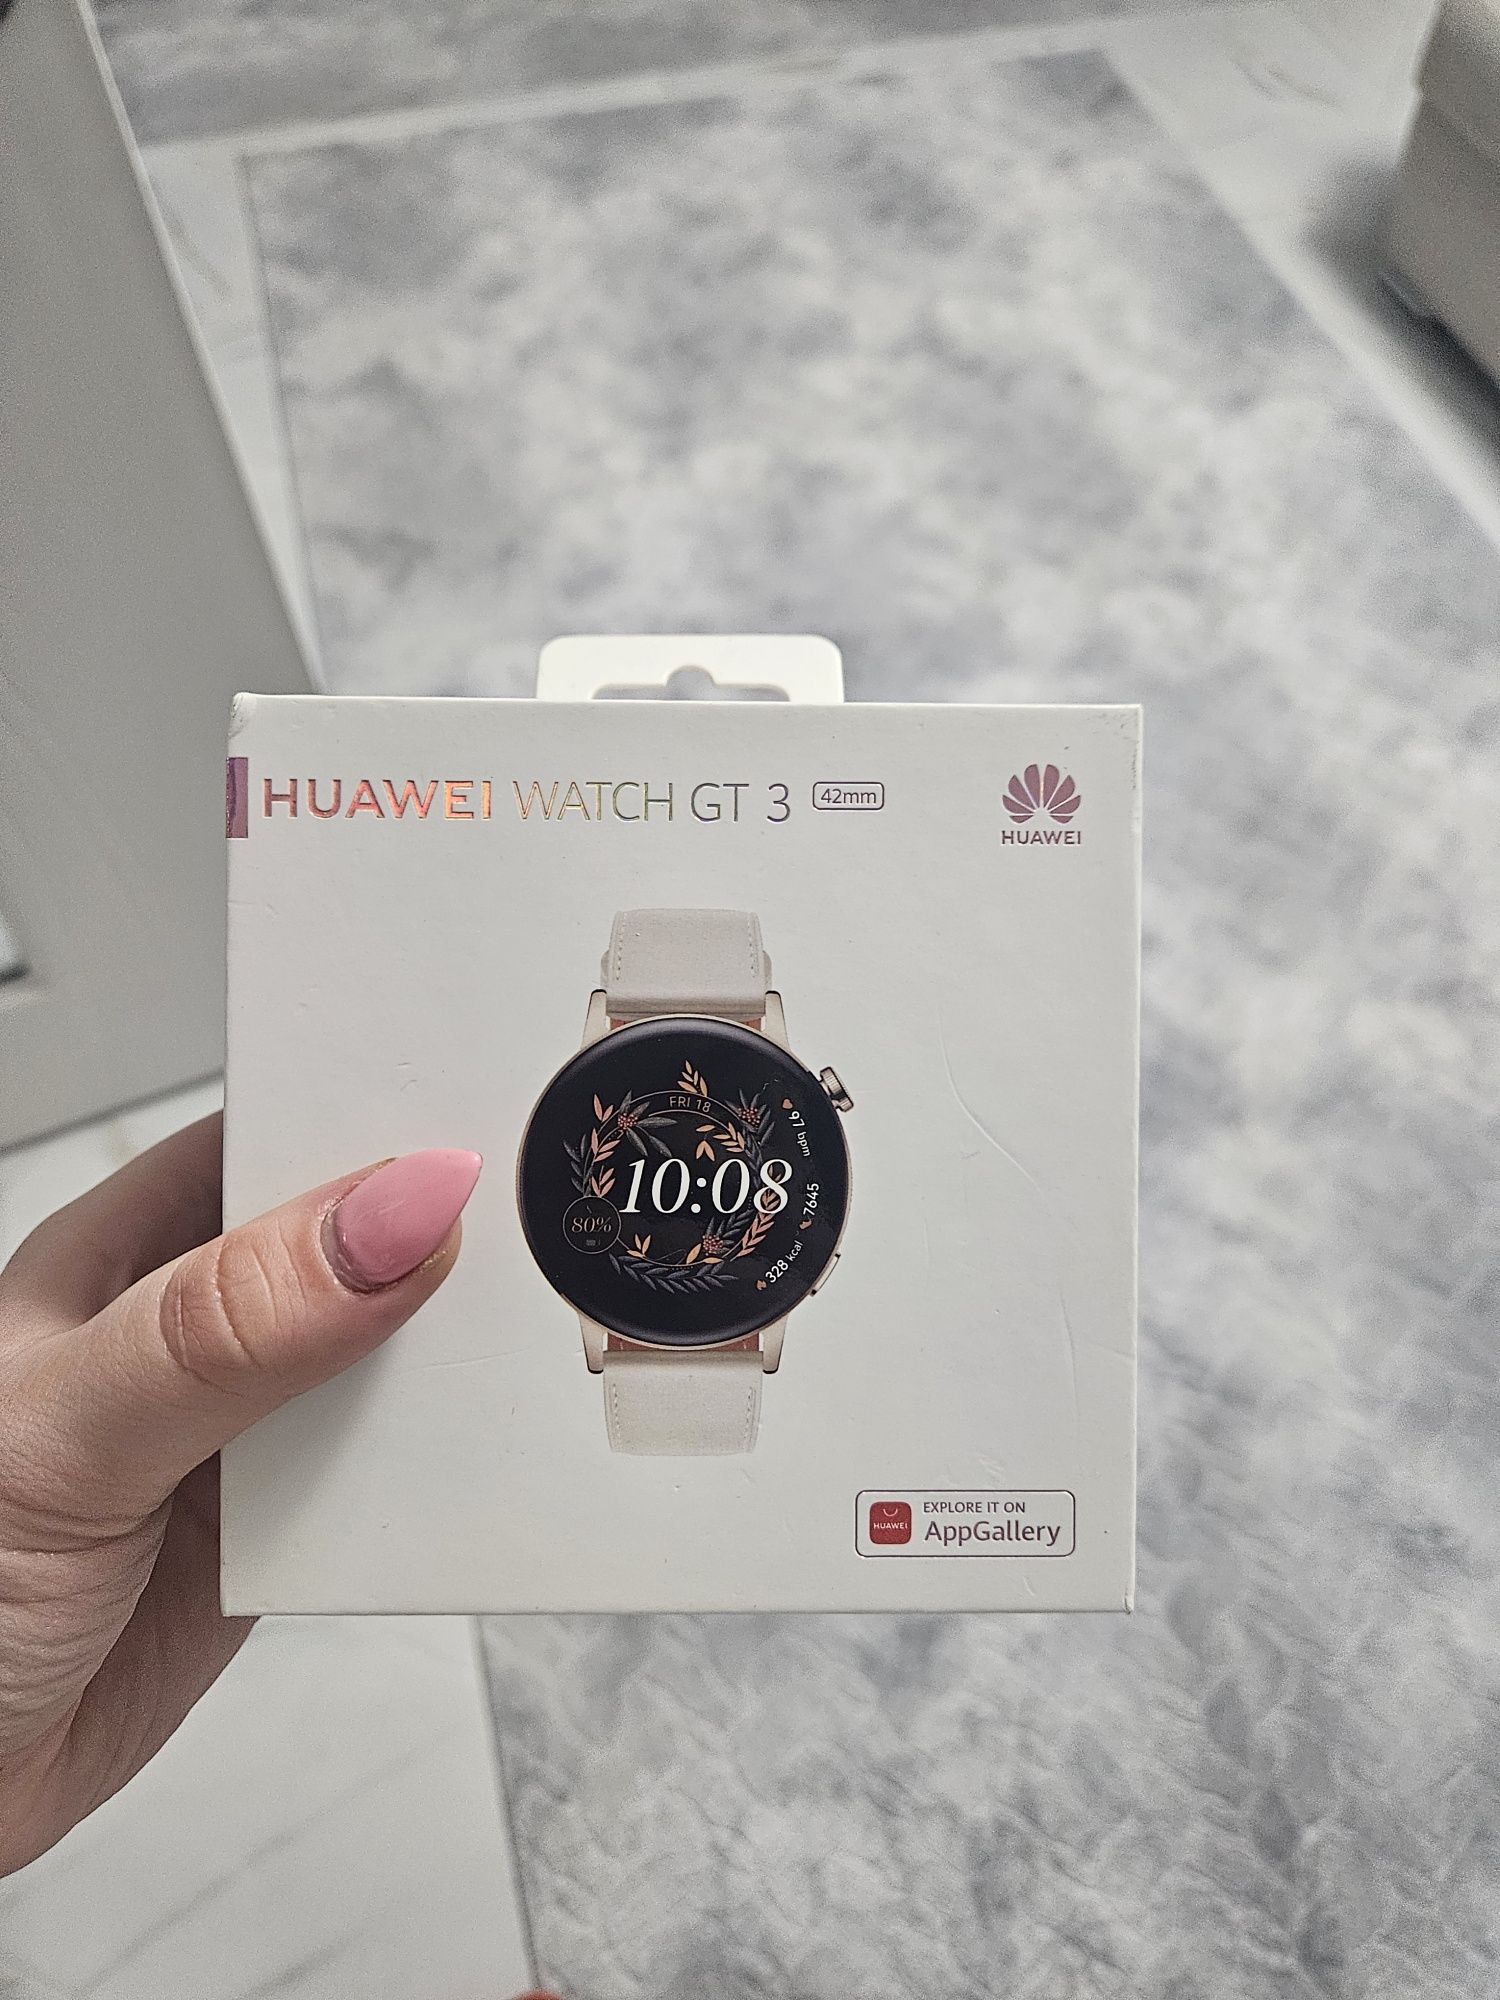 HUAWEI WATCH GT 3 42mm
HUAWEI
FRI 18
10:08
80%
97 bpm
7645
328 kcal
HUAWEI
EXPLORE IT ON
AppGallery